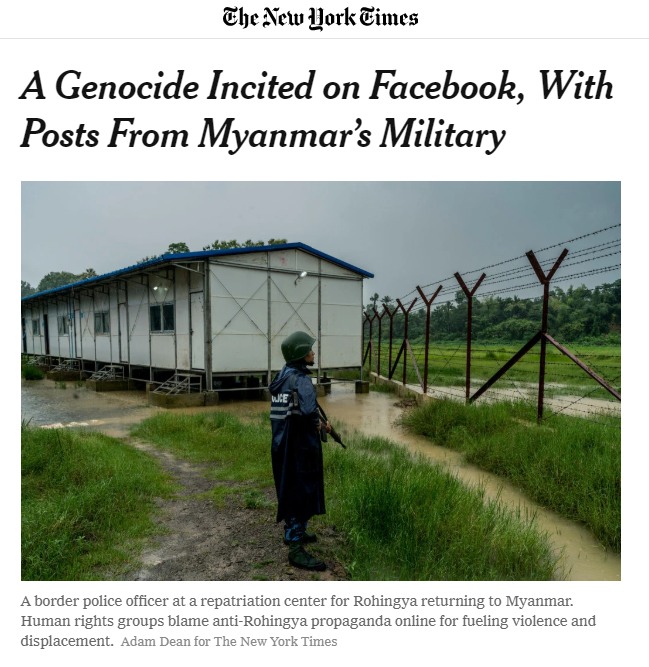 The New York Times
A Genocide Incited on Facebook, With
Posts From Myanmar’s Military
A border police officer at a repatriation center for Rohingya returning to Myanmar.
Human rights groups blame anti-Rohingya propaganda online for fueling violence and
displacement. Adam Dean for The New York Times